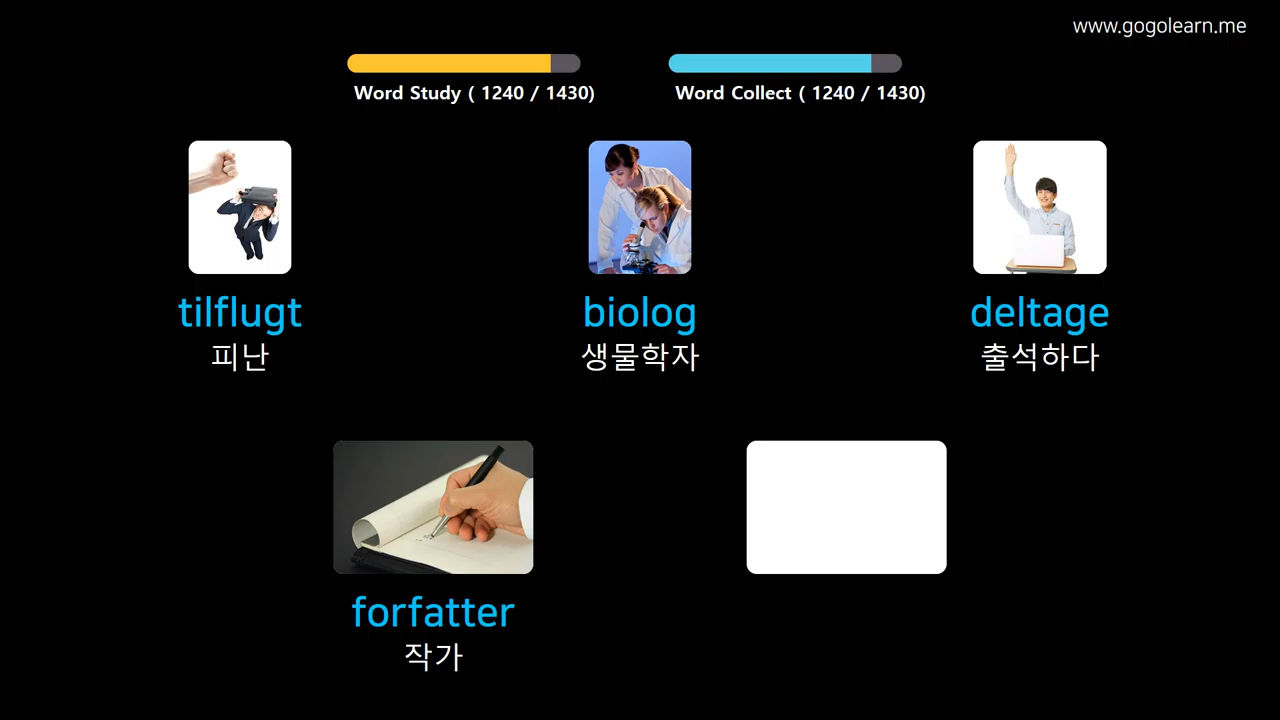 www.gogolearn.me
Word Study ( 1240 / 1430)
Word Collect ( 1240 / 1430)
tilflugt
피난
biolog
생물학자
deltage
출석하다
forfatter
작가